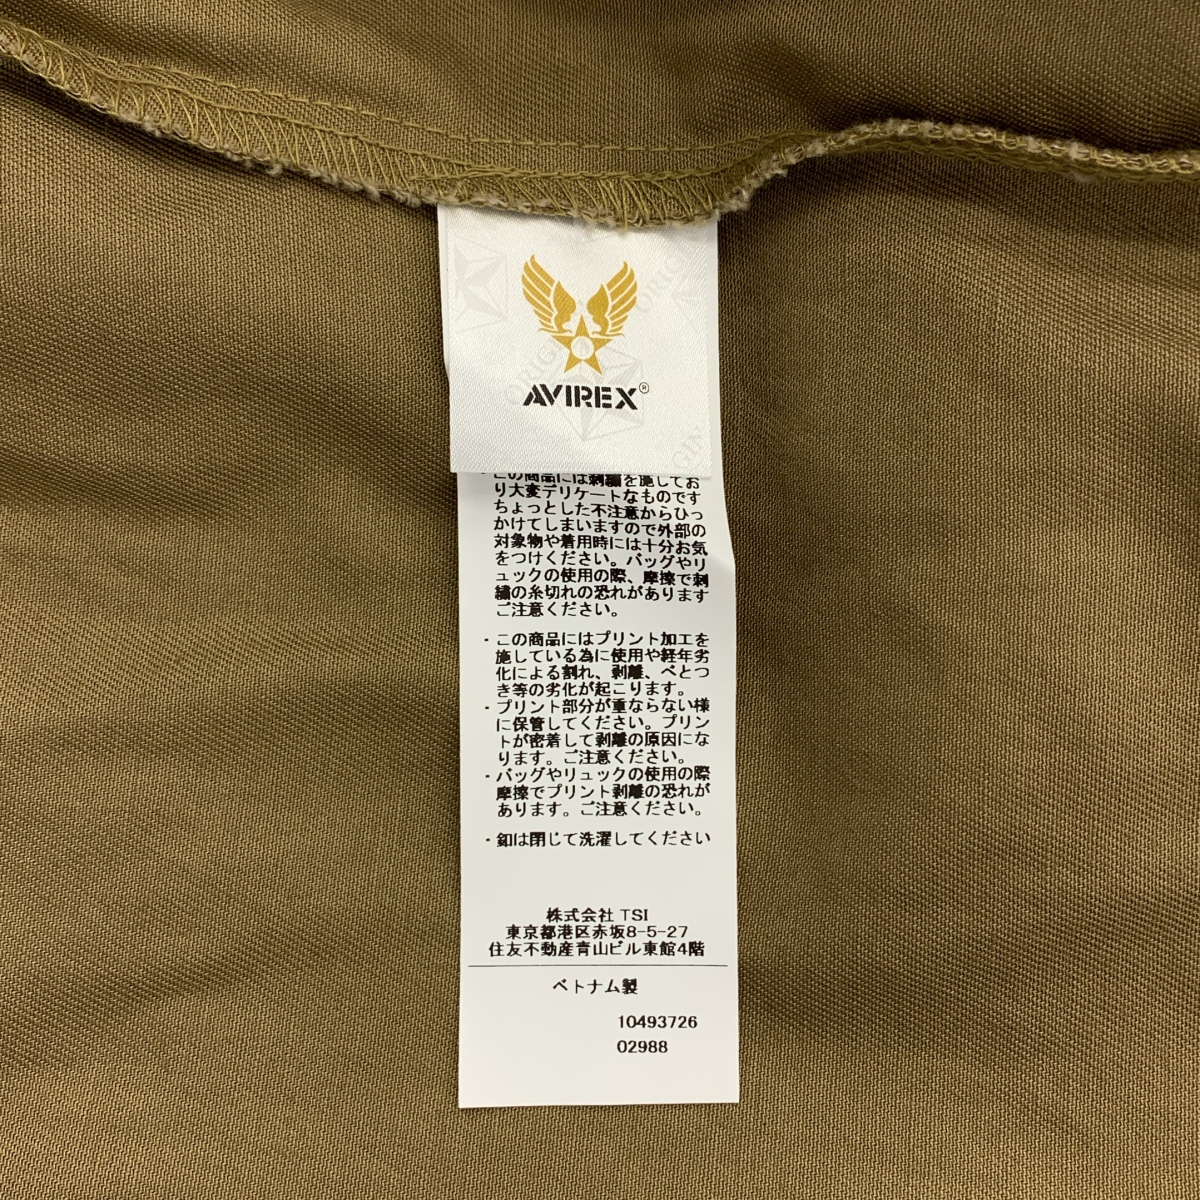 ORIGIN
AVIREX®
・この商品には刺繍を施してお
り大変デリケートなものです
ちょっとした不注意からひっ
かけてしまいますので外部の
対象物や着用時には十分お気
をつけください。バッグやリ
ュックの使用の際、摩擦で刺
繍の糸切れの恐れがあります
ご注意ください。
・この商品にはプリント加工を
施している為に使用や経年劣
化による割れ、剥離、べとつ
き等の劣化が起こります。
・プリント部分が重ならない様
に保管してください。プリン
トが密着して剥離の原因にな
ります。ご注意ください。
・バッグやリュックの使用の際
摩擦でプリント剥離の恐れが
あります。ご注意ください。
・釦は閉じて洗濯してください
株式会社 TSI
東京都港区赤坂8-5-27
住友不動産青山ビル東館4階
ベトナム製
10493726
02988